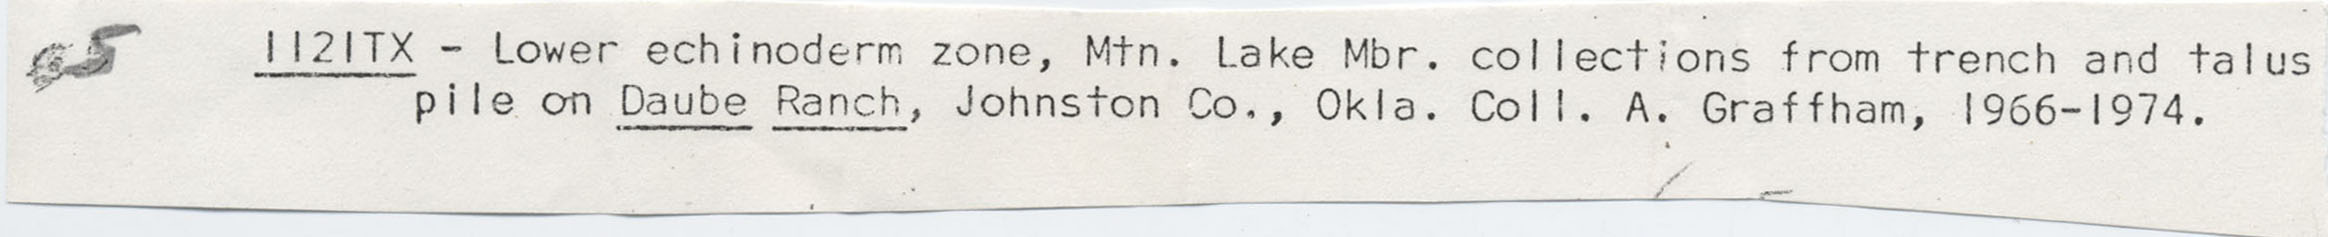 1121TX - Lower echinoderm zone, Mtn. Lake Mbr. collections from trench and talus
pile on Daube Ranch, Johnston Co., Okla. Coll. A. Graffham, 1966-1974.